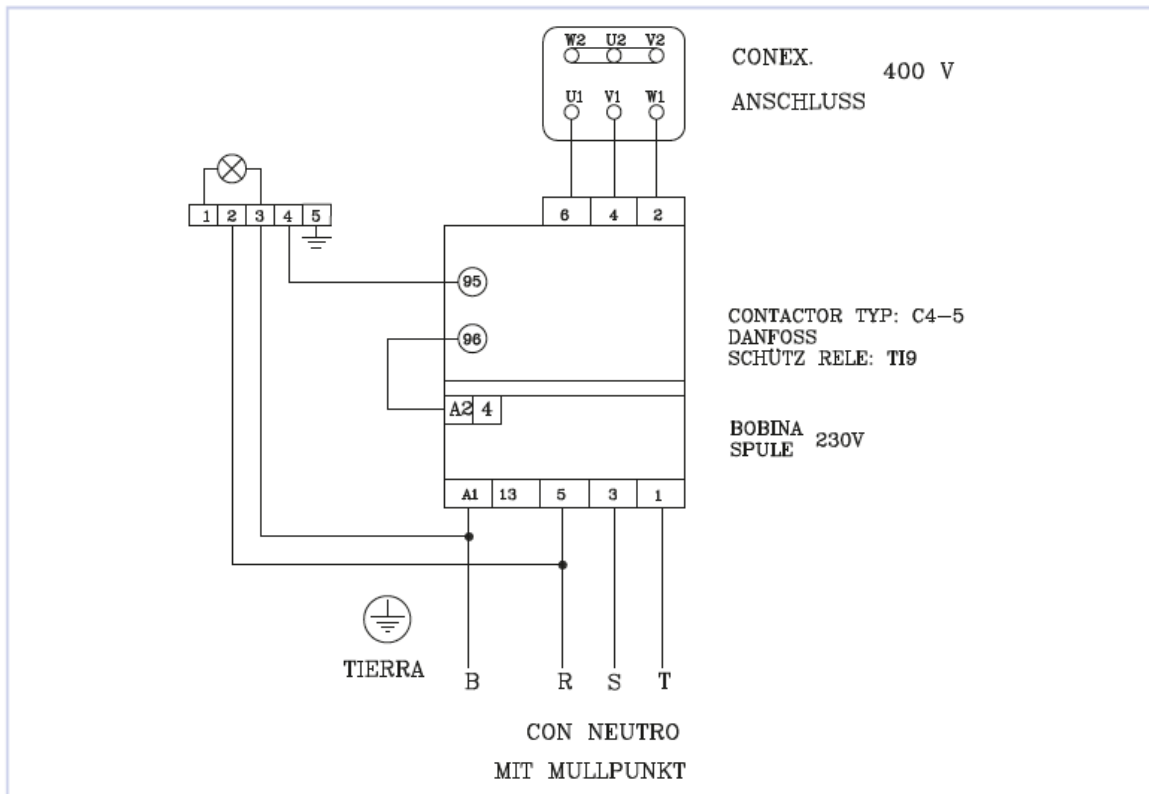 W2 U2 V2
U1 V1 W1
CONEX.
400 V
ANSCHLUSS
1 2 3 4 5
6 4 2
95
96
CONTACTOR TYP: C4-5
DANFOSS
SCHÜTZ RELE: TI9
A2 4
BOBINA
SPULE 230V
A1 13 5 3 1
TIERRA
B R S T
CON NEUTRO
MIT MULLPUNKT